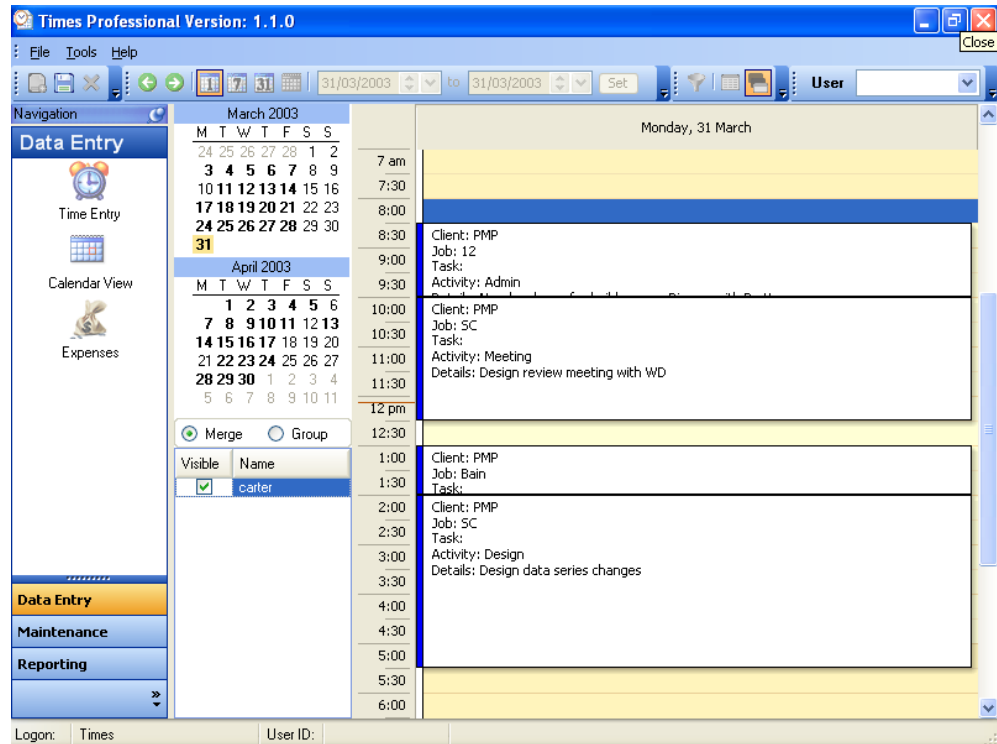 Times Professional Version: 1.1.0
Close
File Tools Help
1 7 31 31/03/2003 to 31/03/2003 Set User
Navigation
Data Entry
Time Entry
Calendar View
Expenses
Data Entry
Maintenance
Reporting
March 2003
M T W T F S S
24 25 26 27 28 1 2
3 4 5 6 7 8 9
10 11 12 13 14 15 16
17 18 19 20 21 22 23
24 25 26 27 28 29 30
31
April 2003
M T W T F S S
1 2 3 4 5 6
7 8 9 10 11 12 13
14 15 16 17 18 19 20
21 22 23 24 25 26 27
28 29 30 1 2 3 4
5 6 7 8 9 10 11
Merge Group
Visible Name
carter
Monday, 31 March
7 am
7:30
8:00
8:30
9:00
9:30
10:00
10:30
11:00
11:30
12 pm
12:30
1:00
1:30
2:00
2:30
3:00
3:30
4:00
4:30
5:00
5:30
6:00
Client: PMP
Job: 12
Task:
Activity: Admin
Client: PMP
Job: SC
Task:
Activity: Meeting
Details: Design review meeting with WD
Client: PMP
Job: Bain
Task:
Client: PMP
Job: SC
Task:
Activity: Design
Details: Design data series changes
Logon: Times User ID: